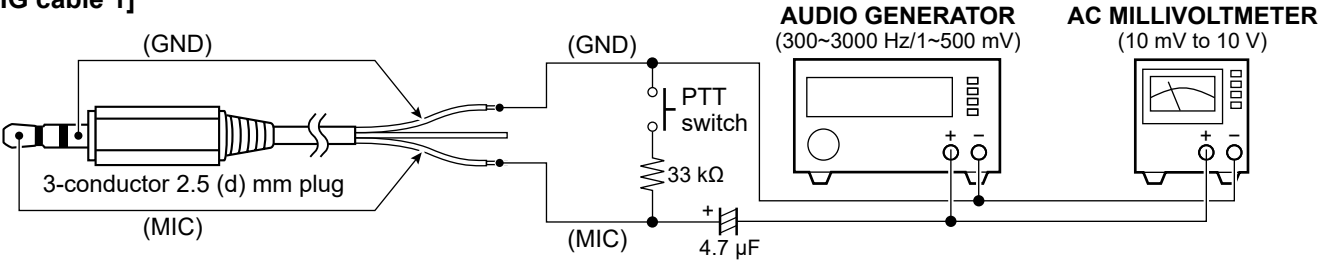 IG cable 1]
AUDIO GENERATOR
(300~3000 Hz/1~500 mV)
AC MILLIVOLTMETER
(10 mV to 10 V)
(GND)
(GND)
PTT
switch
+ −
+ −
3-conductor 2.5 (d) mm plug
33 kΩ
(MIC)
(MIC)
+
4.7 µF